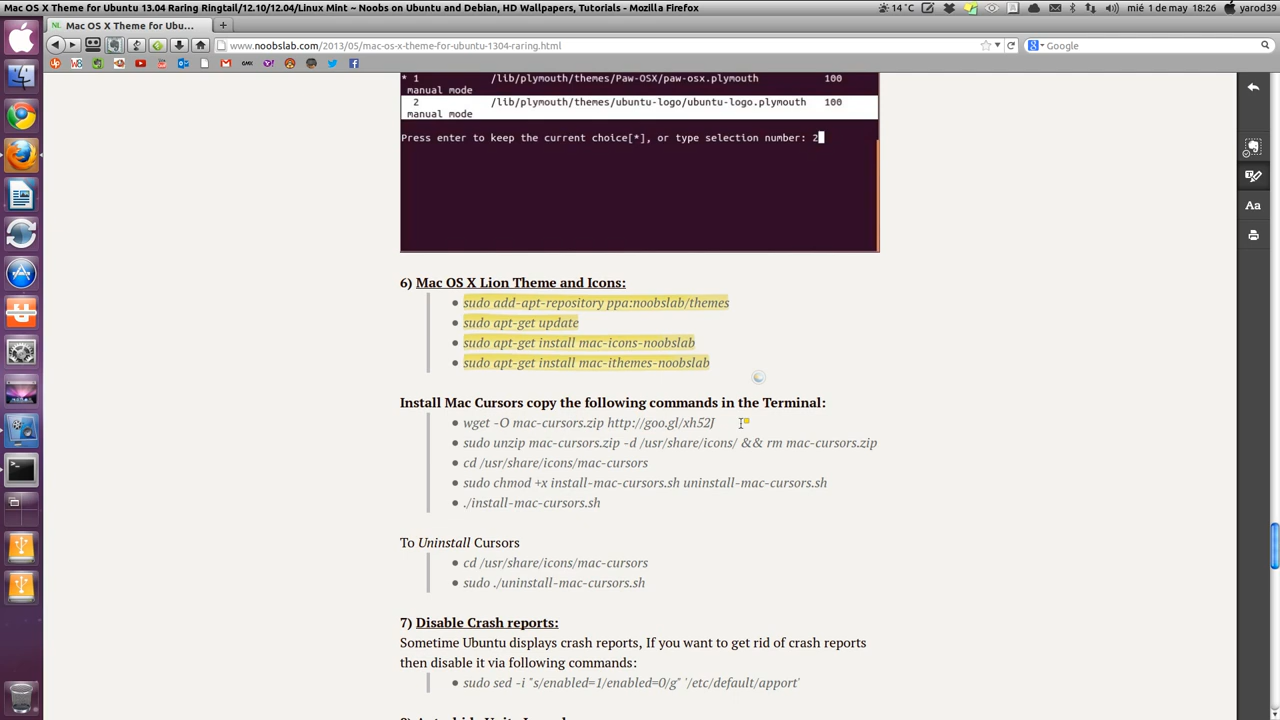 Mac OS X Theme for Ubuntu 13.04 Raring Ringtail/12.10/12.04/Linux Mint ~ Noobs on Ubuntu and Debian, HD Wallpapers, Tutorials - Mozilla Firefox
14 °C
mié 1 de may 18:26
yarod39
Mac OS X Theme for Ubu...
www.noobslab.com/2013/05/mac-os-x-theme-for-ubuntu-1304-raring.html
Google
* 1 /lib/plymouth/themes/Paw-OSX/paw-osx.plymouth 100
manual mode
2 /lib/plymouth/themes/ubuntu-logo/ubuntu-logo.plymouth 100
manual mode
Press enter to keep the current choice[*], or type selection number: 2
6) Mac OS X Lion Theme and Icons:
• sudo add-apt-repository ppa:noobslab/themes
• sudo apt-get update
• sudo apt-get install mac-icons-noobslab
• sudo apt-get install mac-ithemes-noobslab
Install Mac Cursors copy the following commands in the Terminal:
• wget -O mac-cursors.zip http://goo.gl/xh52J
• sudo unzip mac-cursors.zip -d /usr/share/icons/ && rm mac-cursors.zip
• cd /usr/share/icons/mac-cursors
• sudo chmod +x install-mac-cursors.sh uninstall-mac-cursors.sh
• ./install-mac-cursors.sh
To Uninstall Cursors
• cd /usr/share/icons/mac-cursors
• sudo ./uninstall-mac-cursors.sh
7) Disable Crash reports:
Sometime Ubuntu displays crash reports, If you want to get rid of crash reports
then disable it via following commands:
• sudo sed -i "s/enabled=1/enabled=0/g" '/etc/default/apport'
Aa